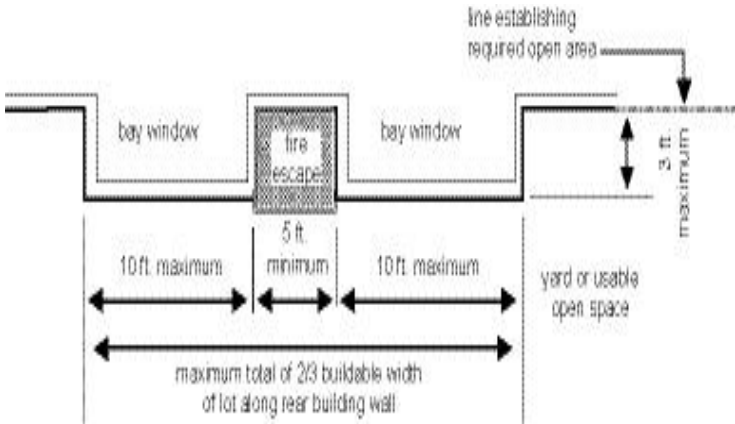 line establishing
required open area
bay window
fire
escape
bay window
3 ft.
maximum
5 ft.
minimum
10 ft. maximum
10 ft. maximum
yard or usable
open space
maximum total of 2/3 buildable width
of lot along rear building wall